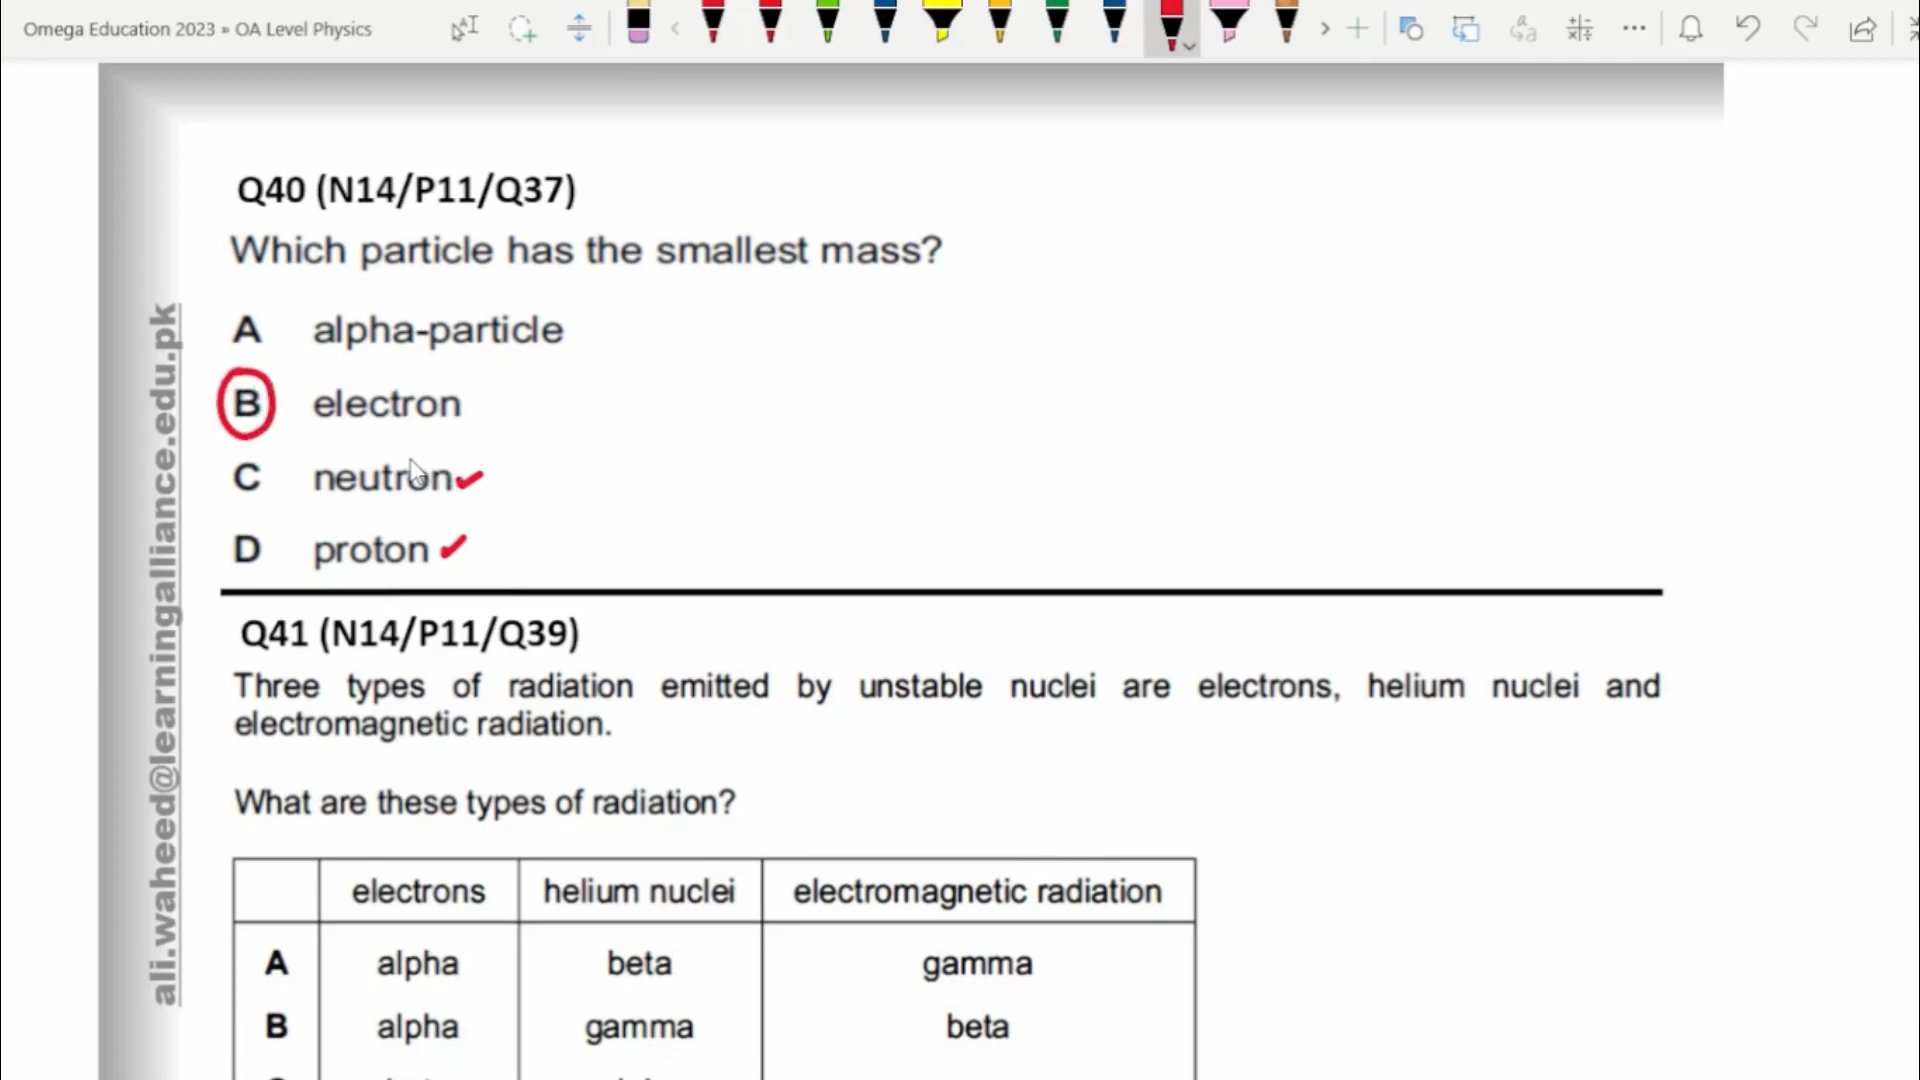 Omega Education 2023 » OA Level Physics
Q40 (N14/P11/Q37)
Which particle has the smallest mass?
A alpha-particle
B electron
C neutron
D proton
ali.waheed@learningalliance.edu.pk
Q41 (N14/P11/Q39)
Three types of radiation emitted by unstable nuclei are electrons, helium nuclei and
electromagnetic radiation.
What are these types of radiation?
electrons helium nuclei electromagnetic radiation
A alpha beta gamma
B alpha gamma beta